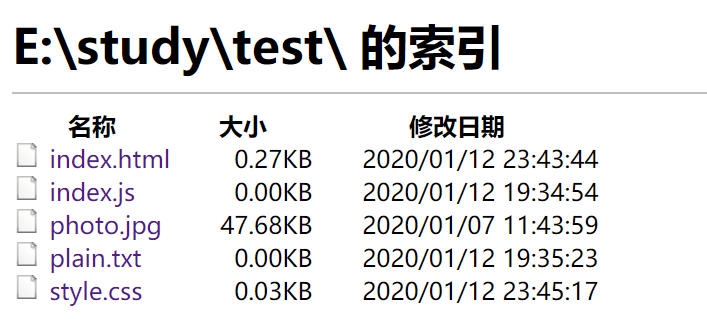 E:\study\test\ 的索引
名称 大小 修改日期
index.html 0.27KB 2020/01/12 23:43:44
index.js 0.00KB 2020/01/12 19:34:54
photo.jpg 47.68KB 2020/01/07 11:43:59
plain.txt 0.00KB 2020/01/12 19:35:23
style.css 0.03KB 2020/01/12 23:45:17